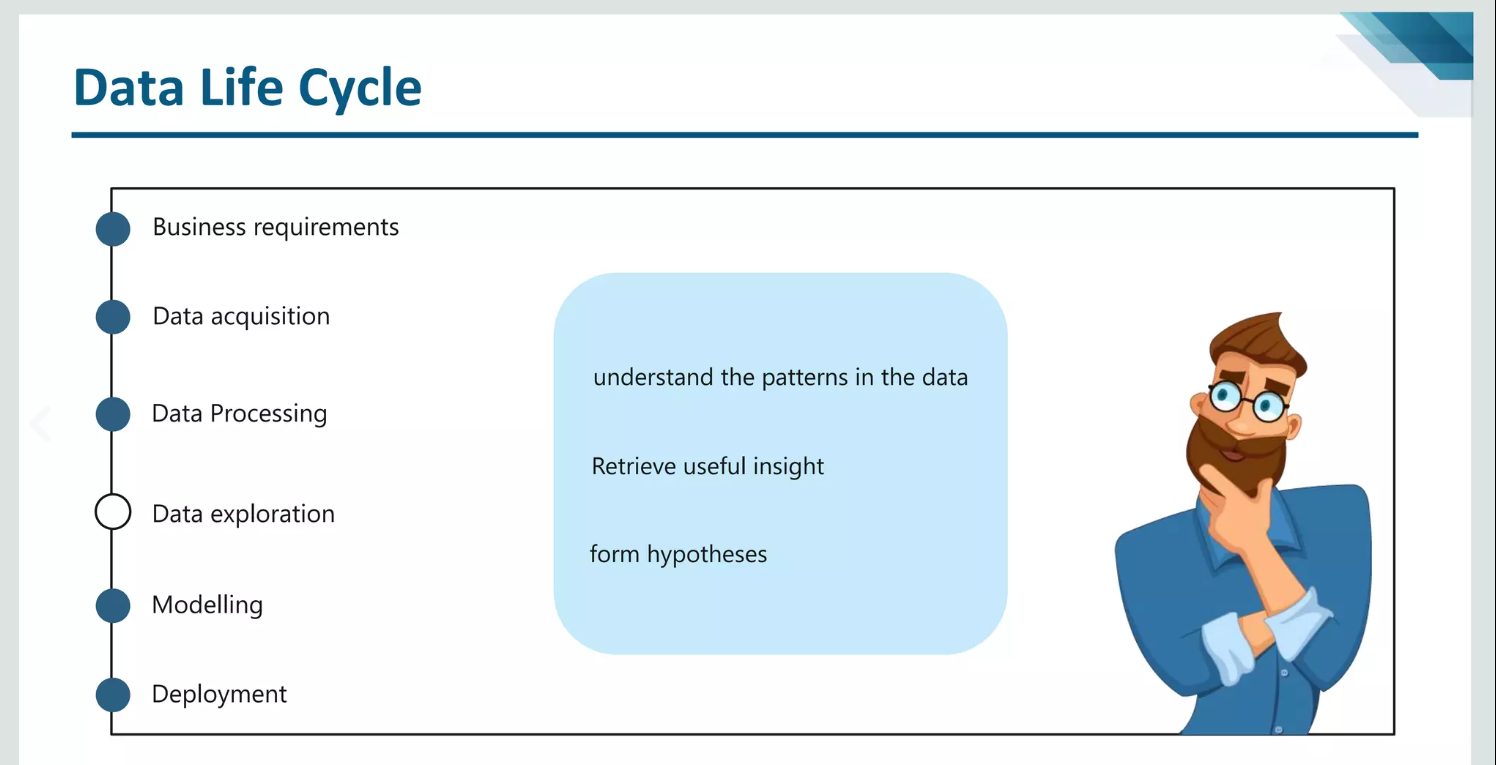 Data Life Cycle
Business requirements
Data acquisition
Data Processing
Data exploration
Modelling
Deployment
understand the patterns in the data
Retrieve useful insight
form hypotheses